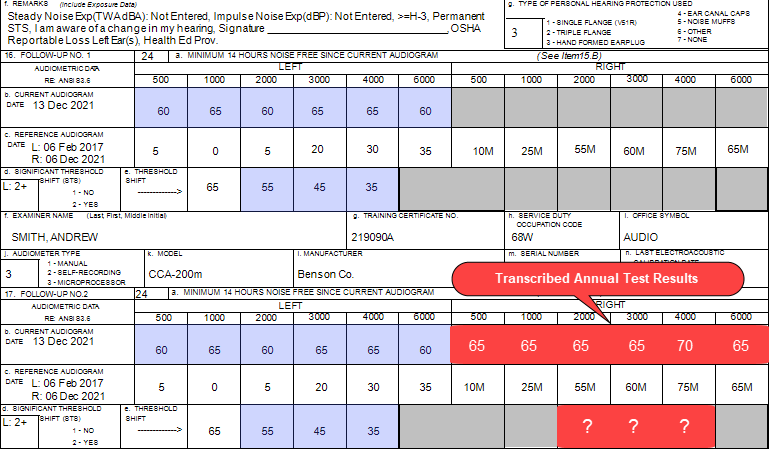 f. REMARKS (Include Exposure Data)
Steady Noise Exp(TWAdBA): Not Entered, Impulse Noise Exp(dBP): Not Entered, >=H-3, Permanent
STS, I am aware of a change in my hearing, Signature ________________, OSHA
Reportable Loss Left Ear(s), Health Ed Prov.
g. TYPE OF PERSONAL HEARING PROTECTION USED
3
1 - SINGLE FLANGE (V51R)
2 - TRIPLE FLANGE
3 - HAND FORMED EARPLUG
4 - EAR CANAL CAPS
5 - NOISE MUFFS
6 - OTHER
7 - NONE
16. FOLLOW-UP NO. 1 24 a. MINIMUM 14 HOURS NOISE FREE SINCE CURRENT AUDIOGRAM (See Item15.B)
AUDIOMETRIC DATA LEFT RIGHT
RE: ANSI S3.6 500 1000 2000 3000 4000 6000 500 1000 2000 3000 4000 6000
b. CURRENT AUDIOGRAM
DATE 13 Dec 2021 60 65 60 65 65 60
c. REFERENCE AUDIOGRAM
DATE L: 06 Feb 2017 5 0 5 20 30 35 10M 25M 55M 60M 75M 65M
R: 06 Dec 2021
d. SIGNIFICANT THRESHOLD
SHIFT (STS)
L: 2+
1 - NO
2 - YES
e. THRESHOLD
SHIFT
-------------> 65 55 45 35
f. EXAMINER NAME (Last, First, Middle Initial)
SMITH, ANDREW
g. TRAINING CERTIFICATE NO.
219090A
h. SERVICE DUTY
OCCUPATION CODE
68W
i. OFFICE SYMBOL
AUDIO
j. AUDIOMETER TYPE
3
1 - MANUAL
2 - SELF-RECORDING
3 - MICROPROCESSOR
k. MODEL
CCA-200m
l. MANUFACTURER
Benson Co.
m. SERIAL NUMBER
n. LAST ELECTROACOUSTIC
Transcribed Annual Test Results
17. FOLLOW-UP NO.2 24 a. MINIMUM 14 HOURS NOISE FREE SINCE CURRENT AUDIOGRAM
AUDIOMETRIC DATA LEFT RIGHT
RE: ANSI S3.6 500 1000 2000 3000 4000 6000 500 1000 2000 3000 4000 6000
b. CURRENT AUDIOGRAM
DATE 13 Dec 2021 60 65 60 65 65 60 65 65 65 65 70 65
c. REFERENCE AUDIOGRAM
DATE L: 06 Feb 2017 5 0 5 20 30 35 10M 25M 55M 60M 75M 65M
R: 06 Dec 2021
d. SIGNIFICANT THRESHOLD
SHIFT (STS)
L: 2+
1 - NO
2 - YES
e. THRESHOLD
SHIFT
-------------> 65 55 45 35 ? ? ?